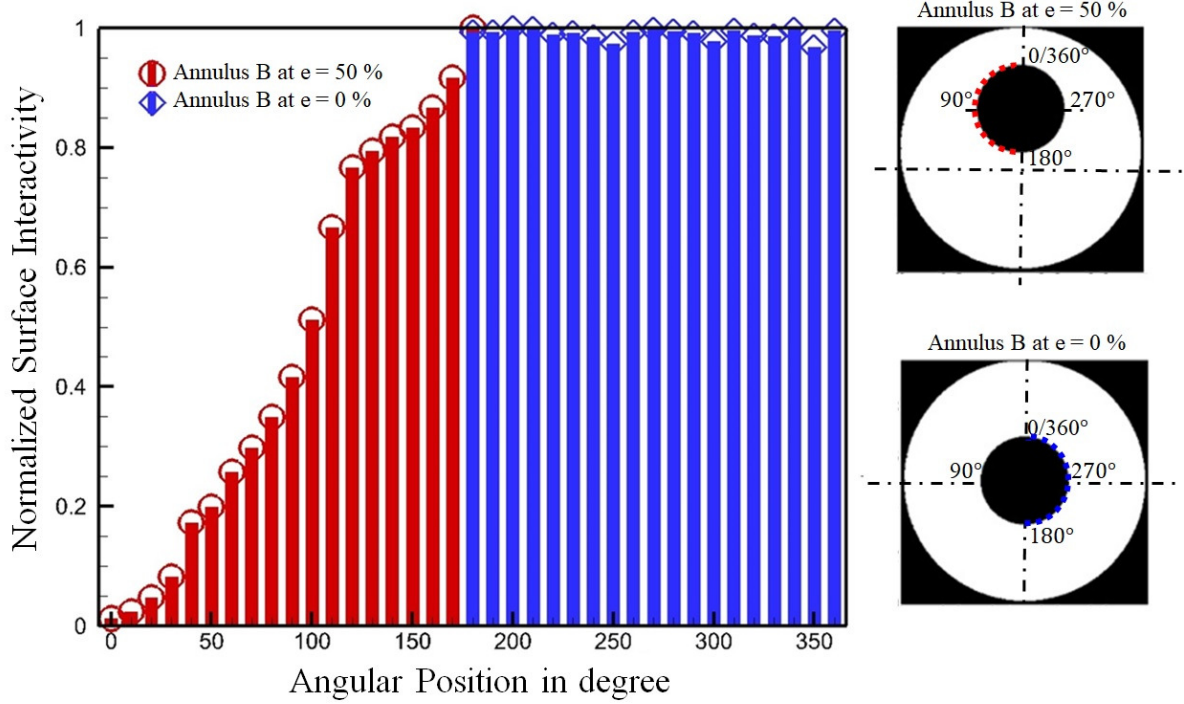 Normalized Surface Interactivity
1
0.8
0.6
0.4
0.2
0
Annulus B at e = 50 %
Annulus B at e = 0 %
0 50 100 150 200 250 300 350
Angular Position in degree
Annulus B at e = 50 %
0/360°
90° 270°
180°
Annulus B at e = 0 %
0/360°
90° 270°
180°